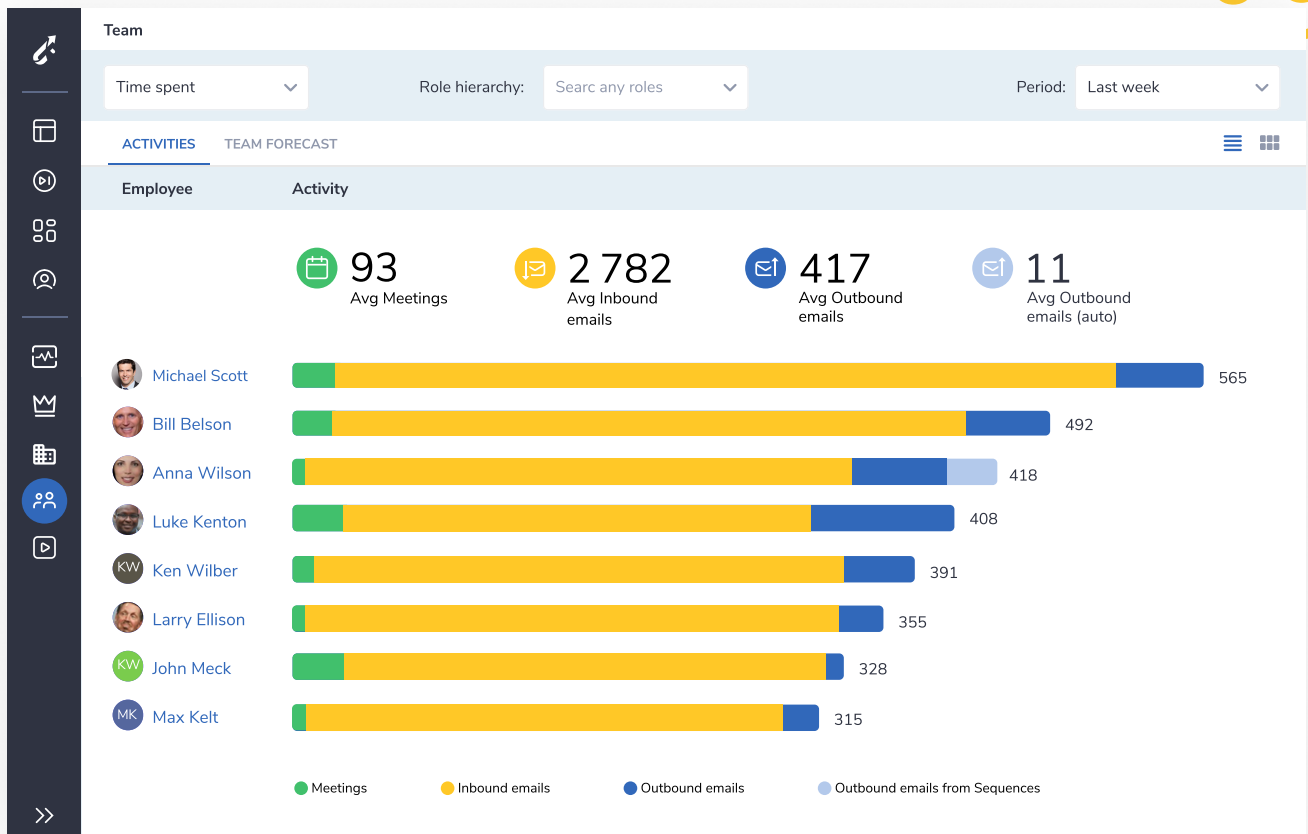 Team
Time spent
Role hierarchy:
Searc any roles
Period:
Last week
ACTIVITIES
TEAM FORECAST
Employee
Activity
93
Avg Meetings
2 782
Avg Inbound
emails
417
Avg Outbound
emails
11
Avg Outbound
emails (auto)
Michael Scott
565
Bill Belson
492
Anna Wilson
418
Luke Kenton
408
KW
Ken Wilber
391
Larry Ellison
355
KW
John Meck
328
MK
Max Kelt
315
Meetings
Inbound emails
Outbound emails
Outbound emails from Sequences